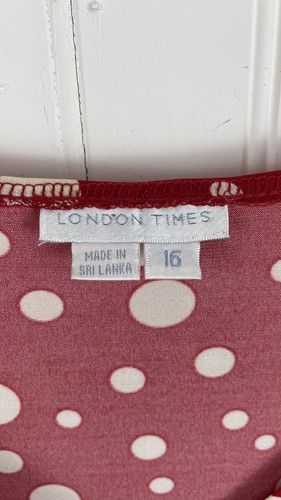 LONDON TIMES
MADE IN
SRI LANKA
16